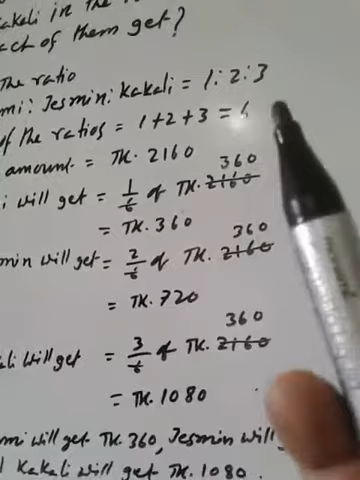 Kakali in the
ach of them get?
The ratio
mi : Jesmin : Kakali = 1 : 2 : 3
of the ratios = 1+2+3 = 6
amount = TK. 2160
will get = 1/6 of TK. 2160 360
= TK. 360
min will get = 2/6 of TK. 2160 360
= TK. 720
ali will get = 3/6 of TK. 2160 360
= TK. 1080
mi will get TK. 360, Jesmin will
Kakali will get TK. 1080.